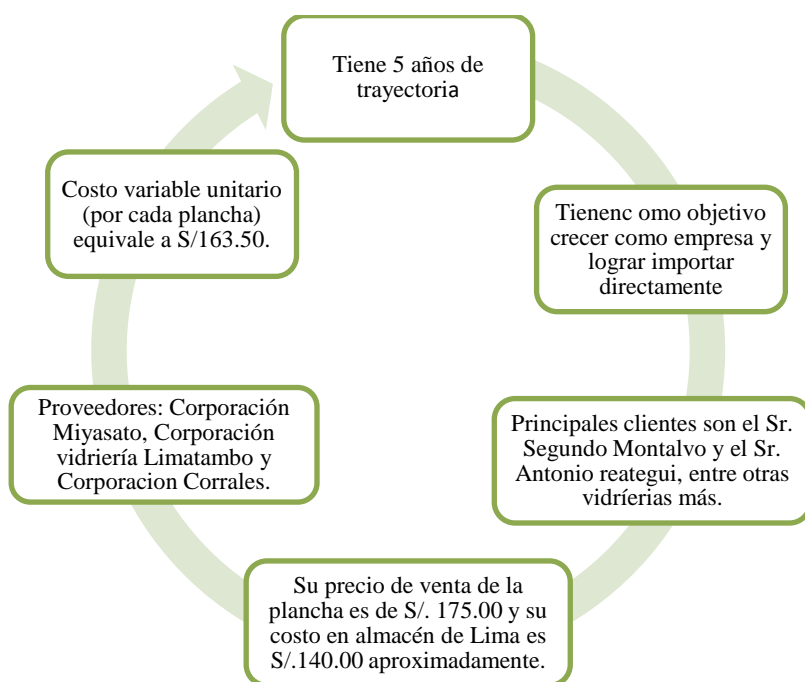 Tiene 5 años de
trayectoria
Tienenc omo objetivo
crecer como empresa y
lograr importar
directamente
Principales clientes son el Sr.
Segundo Montalvo y el Sr.
Antonio reategui, entre otras
vidríerias más.
Su precio de venta de la
plancha es de S/. 175.00 y su
costo en almacén de Lima es
S/.140.00 aproximadamente.
Proveedores: Corporación
Miyasato, Corporación
vidriería Limatambo y
Corporacion Corrales.
Costo variable unitario
(por cada plancha)
equivale a S/163.50.